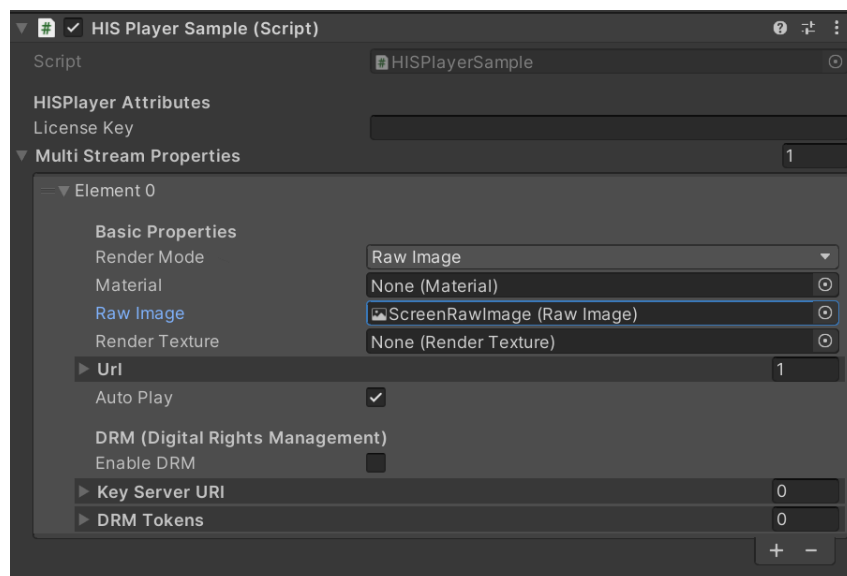 HIS Player Sample (Script)
Script HISPlayerSample
HISPlayer Attributes
License Key
Multi Stream Properties 1
Element 0
Basic Properties
Render Mode Raw Image
Material None (Material)
Raw Image ScreenRawImage (Raw Image)
Render Texture None (Render Texture)
Url 1
Auto Play
DRM (Digital Rights Management)
Enable DRM
Key Server URI 0
DRM Tokens 0